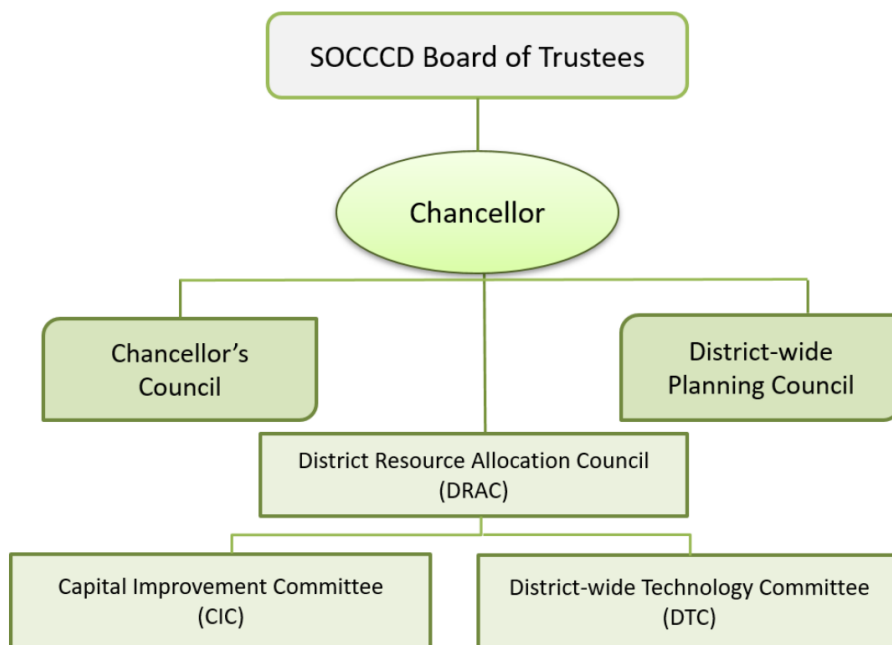 SOCCCD Board of Trustees
Chancellor
Chancellor’s
Council
District-wide
Planning Council
District Resource Allocation Council
(DRAC)
Capital Improvement Committee
(CIC)
District-wide Technology Committee
(DTC)